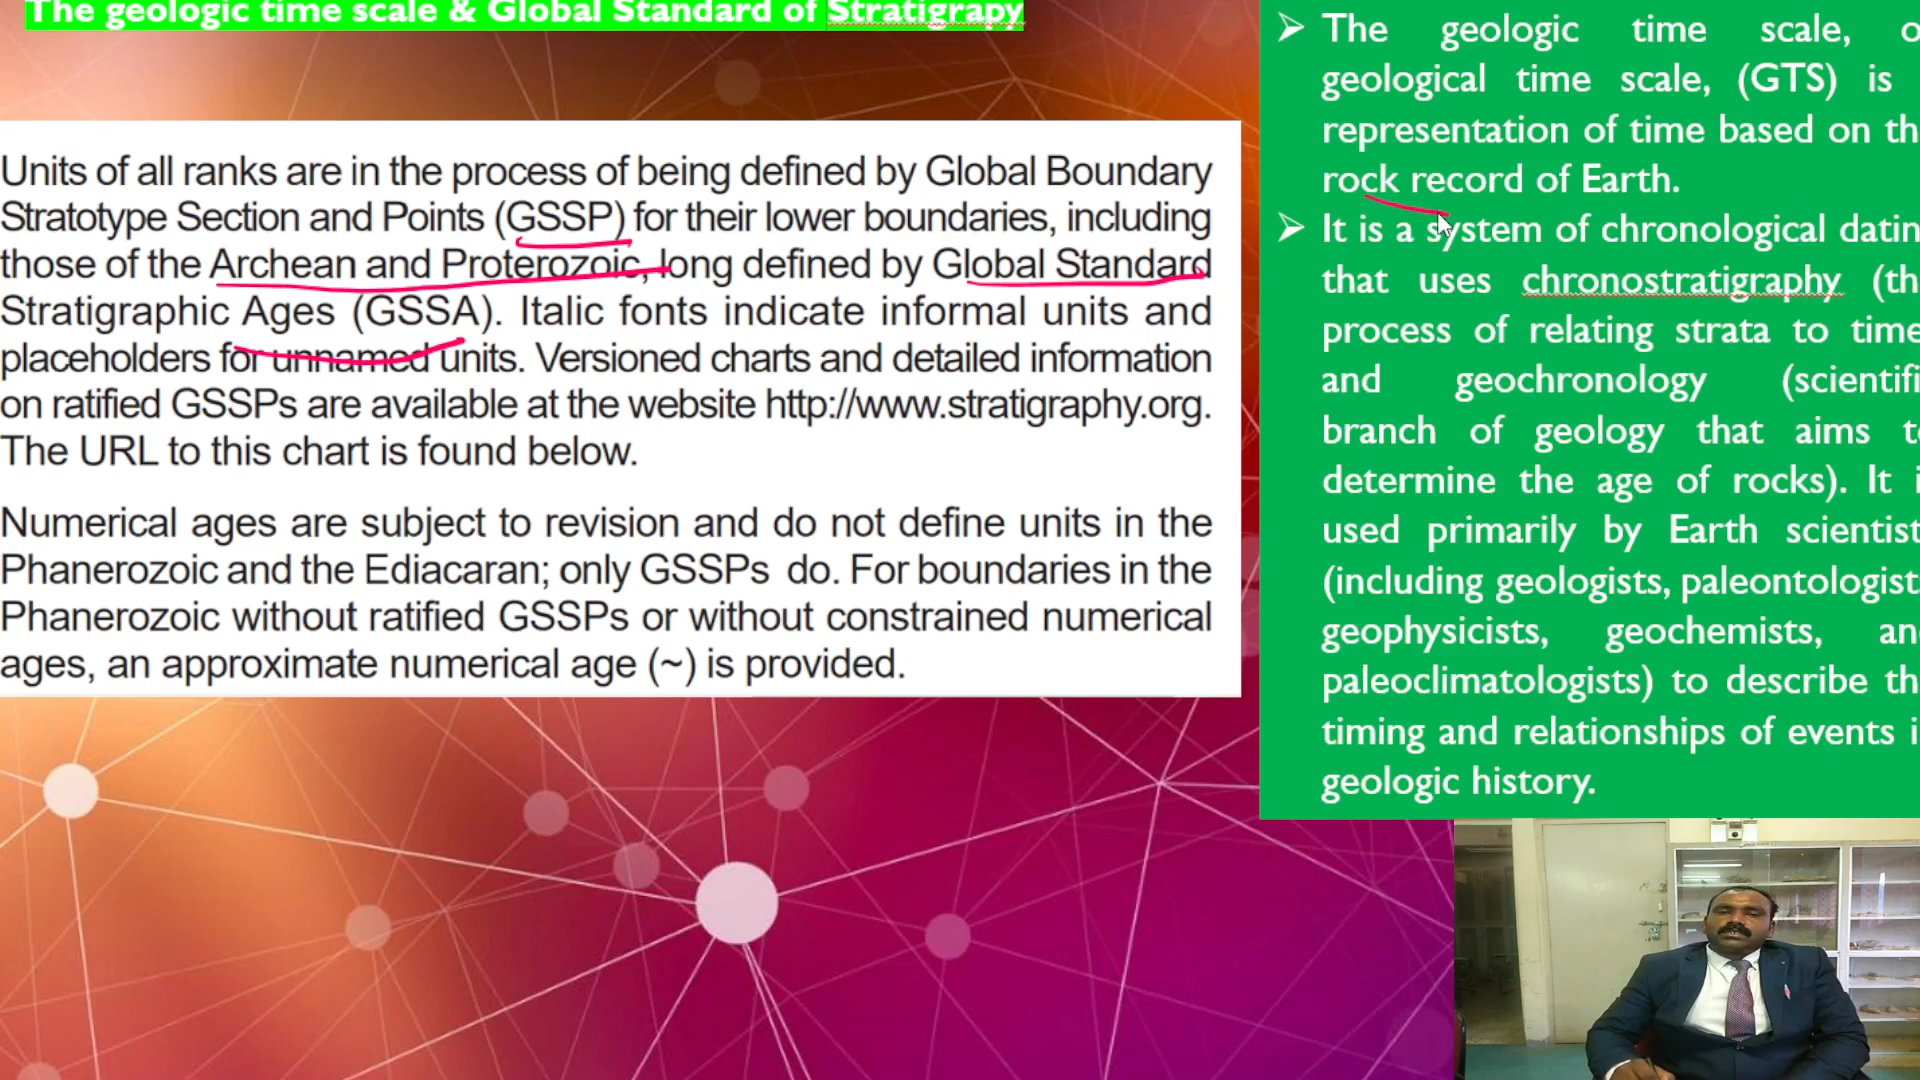 The geologic time scale & Global Standard of Stratigrapy
Units of all ranks are in the process of being defined by Global Boundary
Stratotype Section and Points (GSSP) for their lower boundaries, including
those of the Archean and Proterozoic, long defined by Global Standard
Stratigraphic Ages (GSSA). Italic fonts indicate informal units and
placeholders for unnamed units. Versioned charts and detailed information
on ratified GSSPs are available at the website http://www.stratigraphy.org.
The URL to this chart is found below.
Numerical ages are subject to revision and do not define units in the
Phanerozoic and the Ediacaran; only GSSPs do. For boundaries in the
Phanerozoic without ratified GSSPs or without constrained numerical
ages, an approximate numerical age (~) is provided.
The geologic time scale,
geological time scale, (GTS) is
representation of time based on
rock record of Earth.
It is a system of chronological
that uses chronostratigraphy
process of relating strata to time
and geochronology
branch of geology that aims
determine the age of rocks). It
used primarily by Earth
(including geologists,
geophysicists, geochemists,
paleoclimatologists) to describe
timing and relationships of events
geologic history.